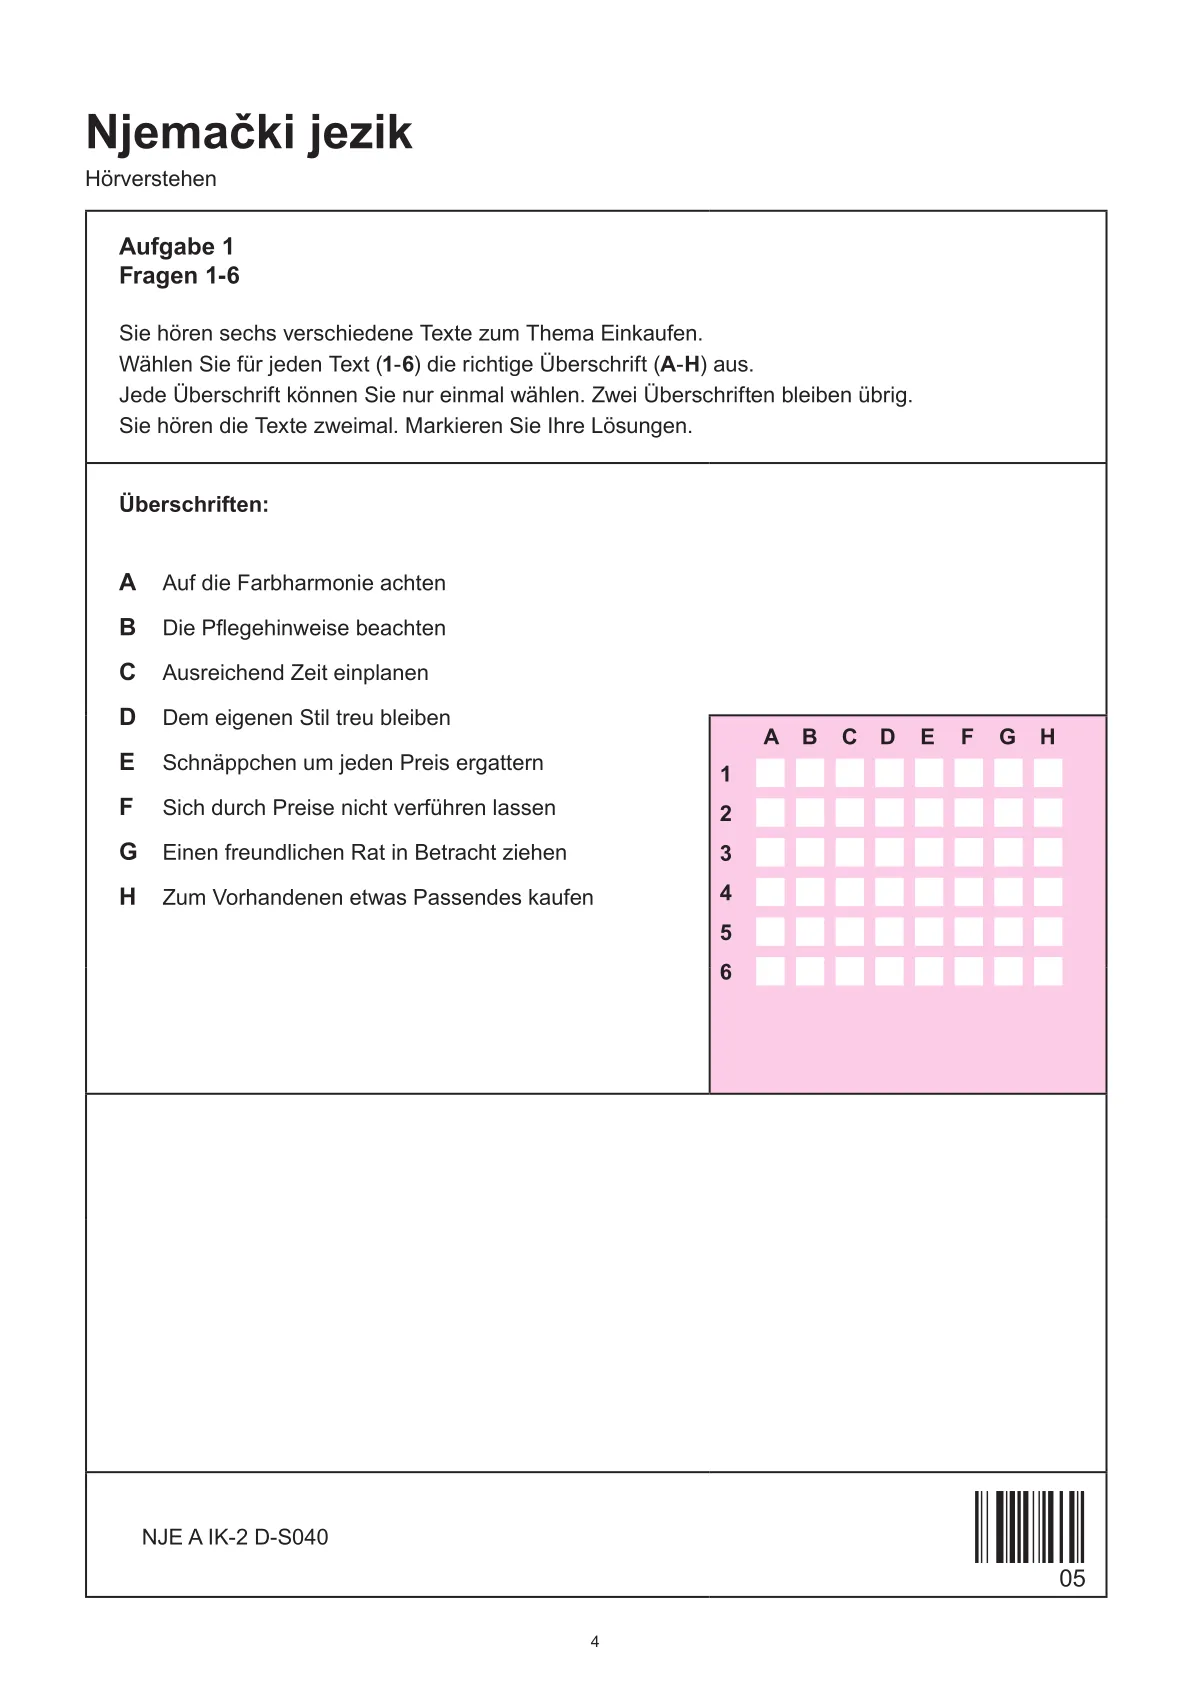 Njemački jezik
Hörverstehen
Aufgabe 1
Fragen 1-6
Sie hören sechs verschiedene Texte zum Thema Einkaufen.
Wählen Sie für jeden Text (1-6) die richtige Überschrift (A-H) aus.
Jede Überschrift können Sie nur einmal wählen. Zwei Überschriften bleiben übrig.
Sie hören die Texte zweimal. Markieren Sie Ihre Lösungen.
Überschriften:
A Auf die Farbharmonie achten
B Die Pflegehinweise beachten
C Ausreichend Zeit einplanen
D Dem eigenen Stil treu bleiben
E Schnäppchen um jeden Preis ergattern
F Sich durch Preise nicht verführen lassen
G Einen freundlichen Rat in Betracht ziehen
H Zum Vorhandenen etwas Passendes kaufen
A B C D E F G H
1
2
3
4
5
6
NJE A IK-2 D-S040
05
4